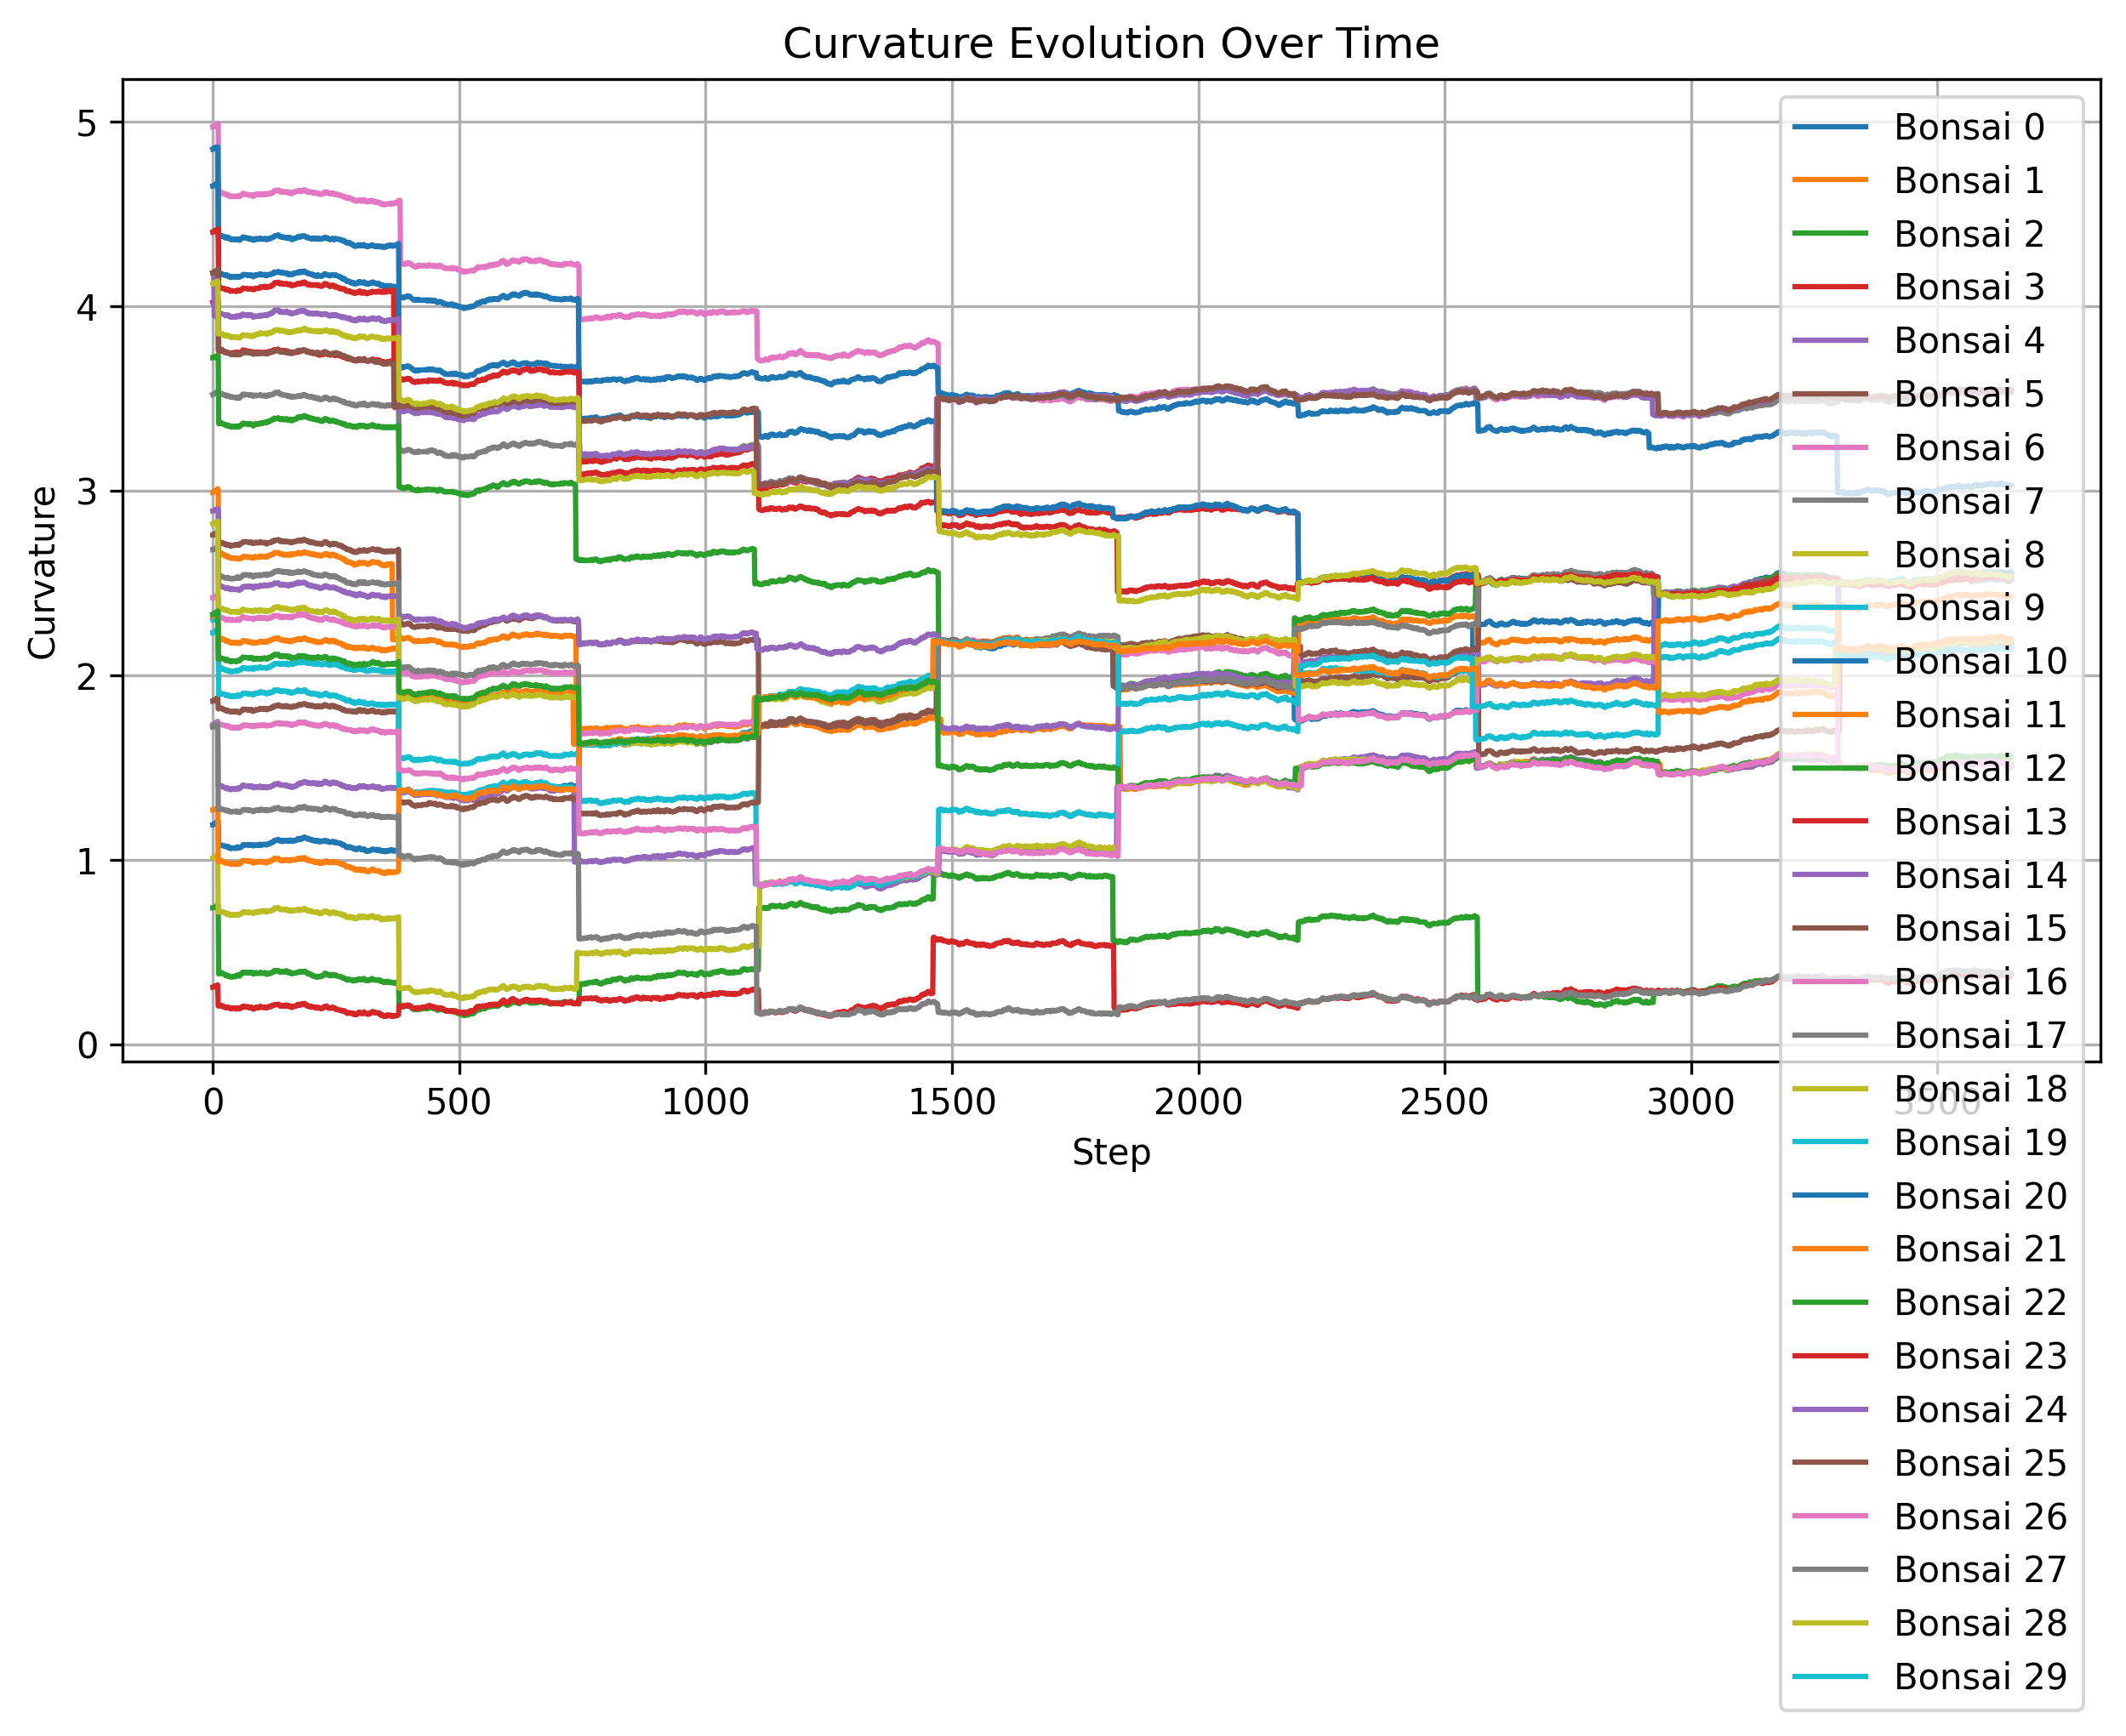 Curvature Evolution Over Time
5
4
3
2
1
0
Curvature
0
500
1000
1500
2000
2500
3000
3500
Step
Bonsai 0
Bonsai 1
Bonsai 2
Bonsai 3
Bonsai 4
Bonsai 5
Bonsai 6
Bonsai 7
Bonsai 8
Bonsai 9
Bonsai 10
Bonsai 11
Bonsai 12
Bonsai 13
Bonsai 14
Bonsai 15
Bonsai 16
Bonsai 17
Bonsai 18
Bonsai 19
Bonsai 20
Bonsai 21
Bonsai 22
Bonsai 23
Bonsai 24
Bonsai 25
Bonsai 26
Bonsai 27
Bonsai 28
Bonsai 29